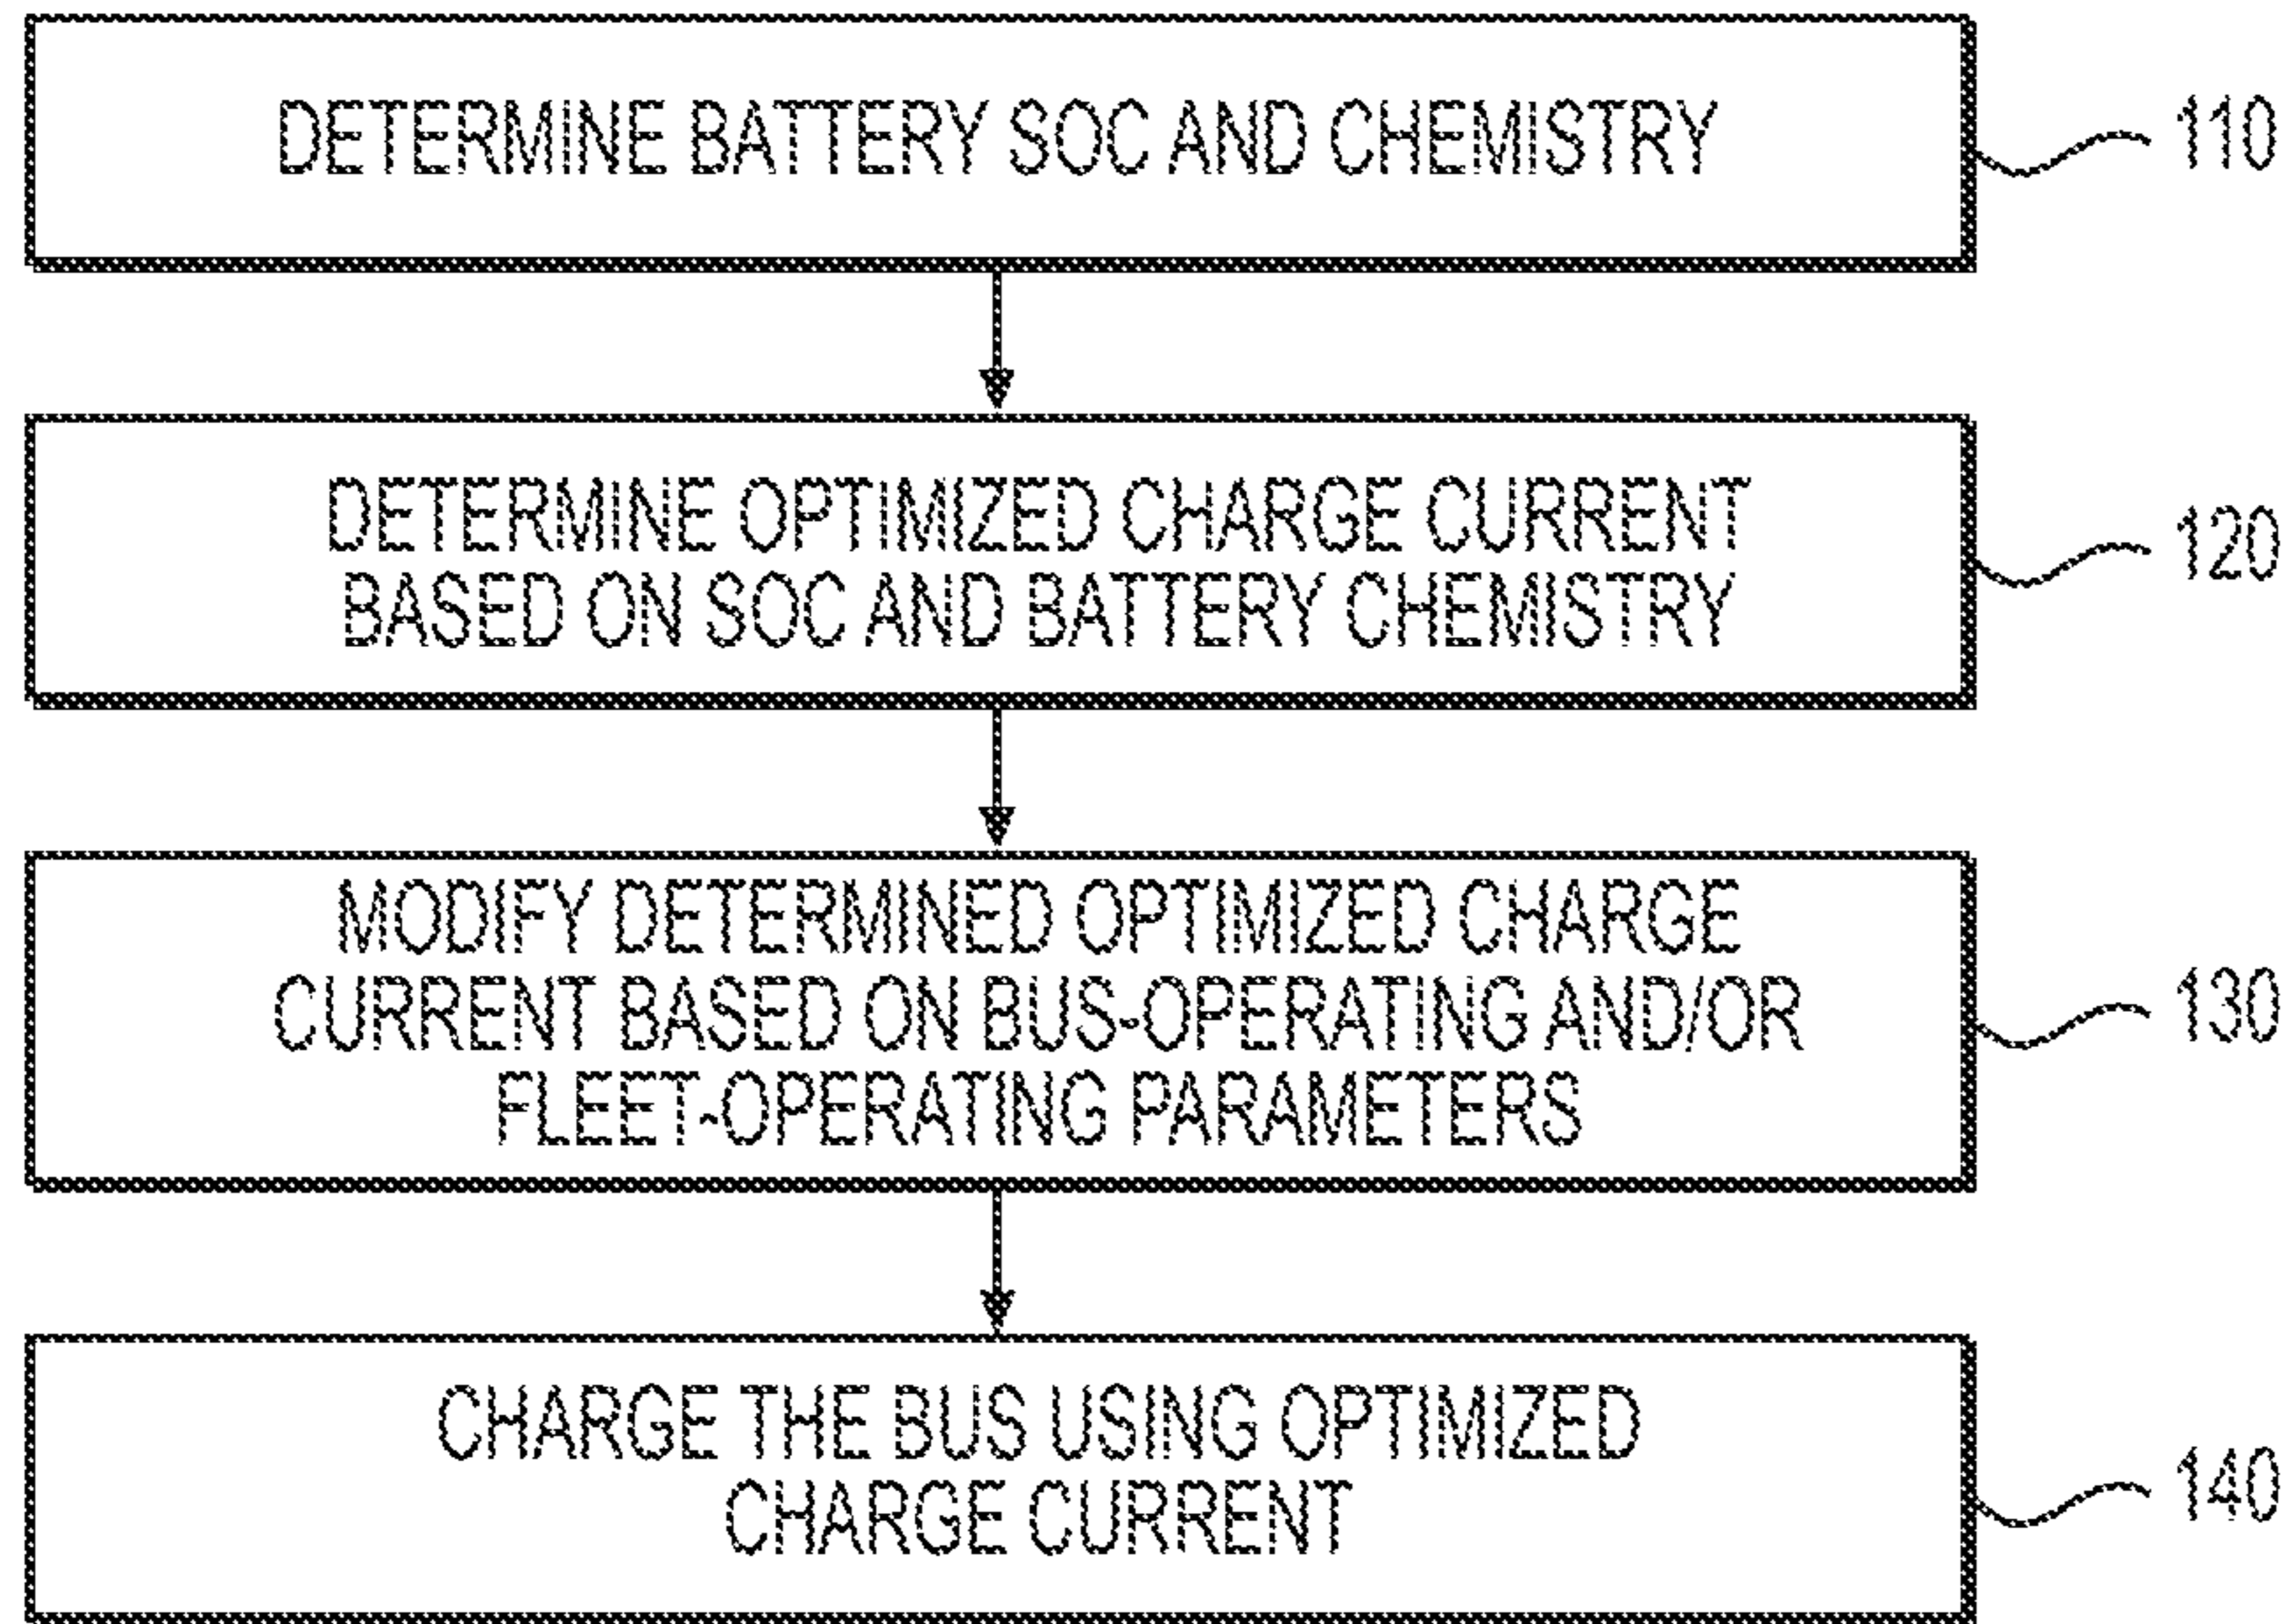 DETERMINE BATTERY SOC AND CHEMISTRY
110
DETERMINE OPTIMIZED CHARGE CURRENT
BASED ON SOC AND BATTERY CHEMISTRY
120
MODIFY DETERMINED OPTIMIZED CHARGE
CURRENT BASED ON BUS-OPERATING AND/OR
FLEET-OPERATING PARAMETERS
130
CHARGE THE BUS USING OPTIMIZED
CHARGE CURRENT
140